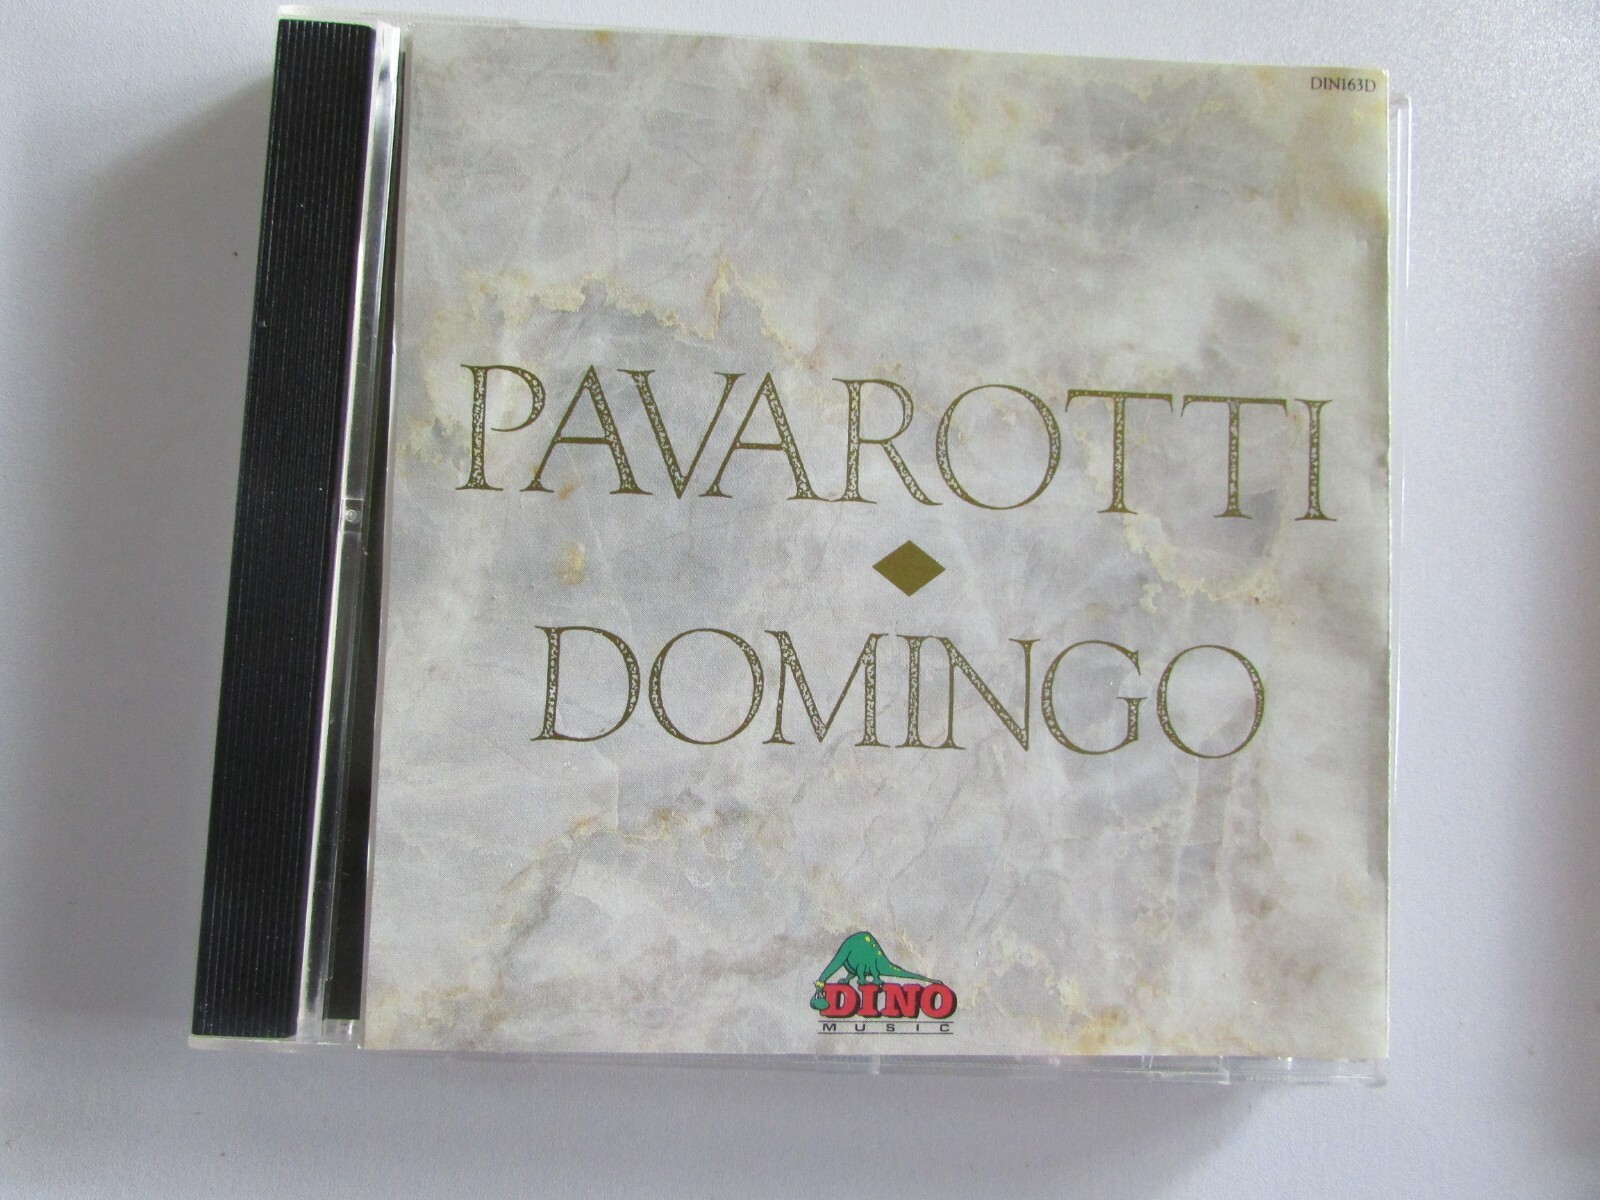 DIN163D
PAVAROTTI
DOMINGO
DINO
MUSIC